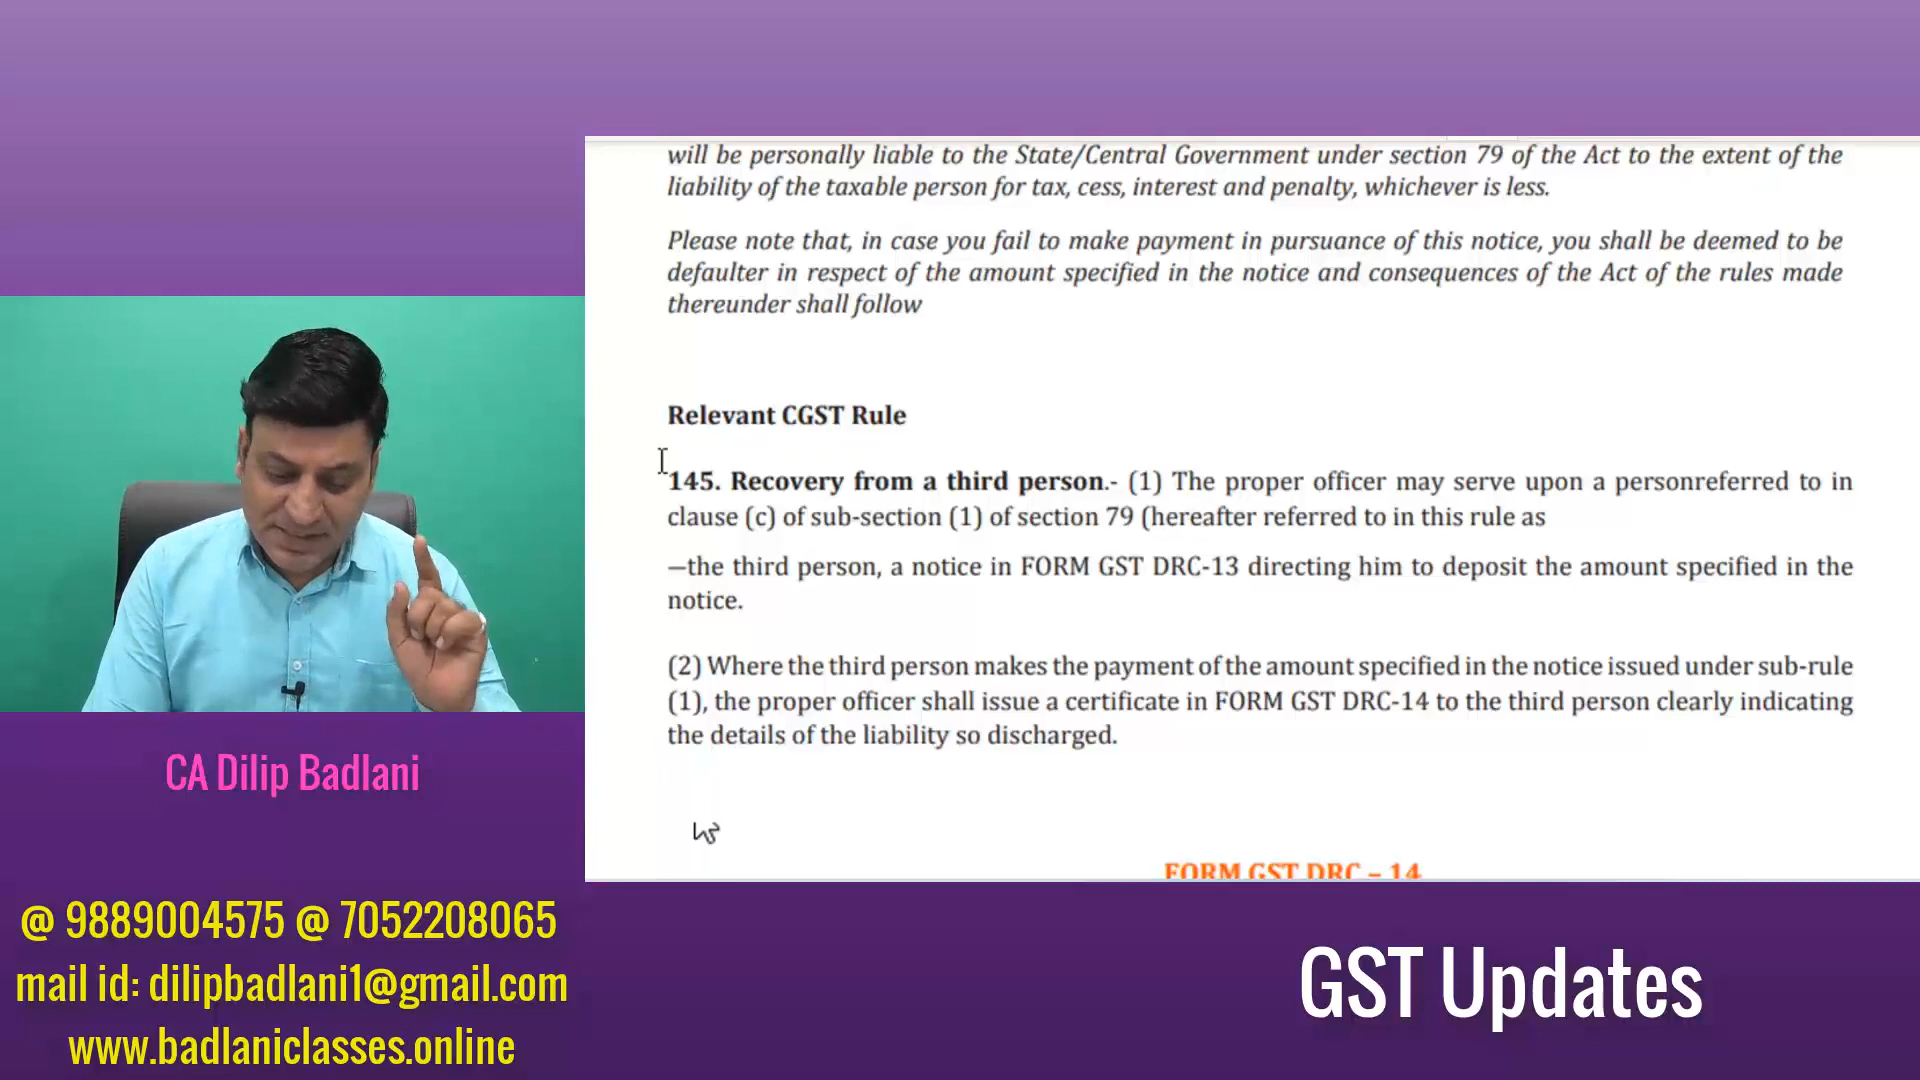 will be personally liable to the State/Central Government under section 79 of the Act to the extent of the
liability of the taxable person for tax, cess, interest and penalty, whichever is less.
Please note that, in case you fail to make payment in pursuance of this notice, you shall be deemed to be
defaulter in respect of the amount specified in the notice and consequences of the Act of the rules made
thereunder shall follow
Relevant CGST Rule
145. Recovery from a third person.- (1) The proper officer may serve upon a personreferred to in
clause (c) of sub-section (1) of section 79 (hereafter referred to in this rule as
—the third person, a notice in FORM GST DRC-13 directing him to deposit the amount specified in the
notice.
(2) Where the third person makes the payment of the amount specified in the notice issued under sub-rule
(1), the proper officer shall issue a certificate in FORM GST DRC-14 to the third person clearly indicating
the details of the liability so discharged.
FORM GST DRC – 14
CA Dilip Badlani
@ 9889004575 @ 7052208065
mail id: dilipbadlani1@gmail.com
www.badlaniclasses.online
GST Updates